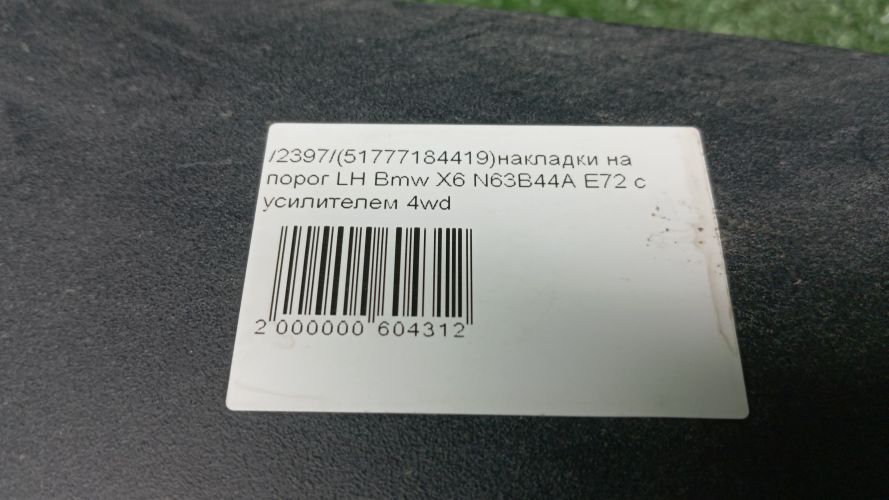 /2397/(51777184419)накладки на
порог LH Bmw X6 N63B44A E72 с
усилителем 4wd
2 000000 604312